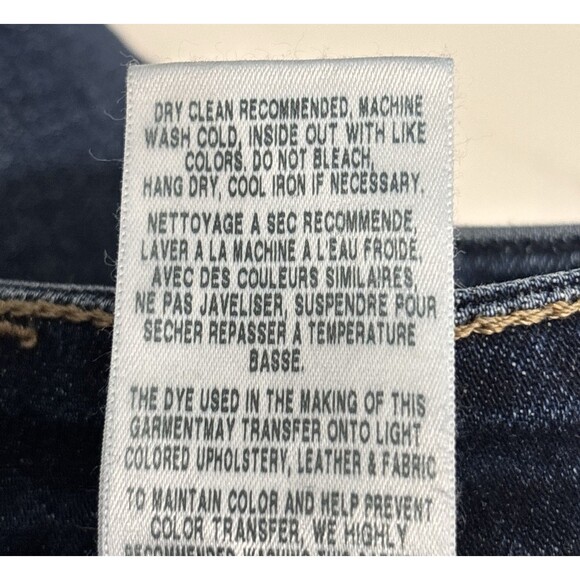 DRY CLEAN RECOMMENDED, MACHINE
WASH COLD, INSIDE OUT WITH LIKE
COLORS. DO NOT BLEACH,
HANG DRY, COOL IRON IF NECESSARY.
NETTOYAGE A SEC RECOMMENDE,
LAVER A LA MACHINE A L'EAU FROIDE,
AVEC DES COULEURS SIMILAIRES,
NE PAS JAVELISER, SUSPENDRE POUR
SECHER REPASSER A TEMPERATURE
BASSE.
THE DYE USED IN THE MAKING OF THIS
GARMENTMAY TRANSFER ONTO LIGHT
COLORED UPHOLSTERY, LEATHER & FABRIC
TO MAINTAIN COLOR AND HELP PREVENT
COLOR TRANSFER, WE HIGHLY
RECOMMENDED WASHING THIS